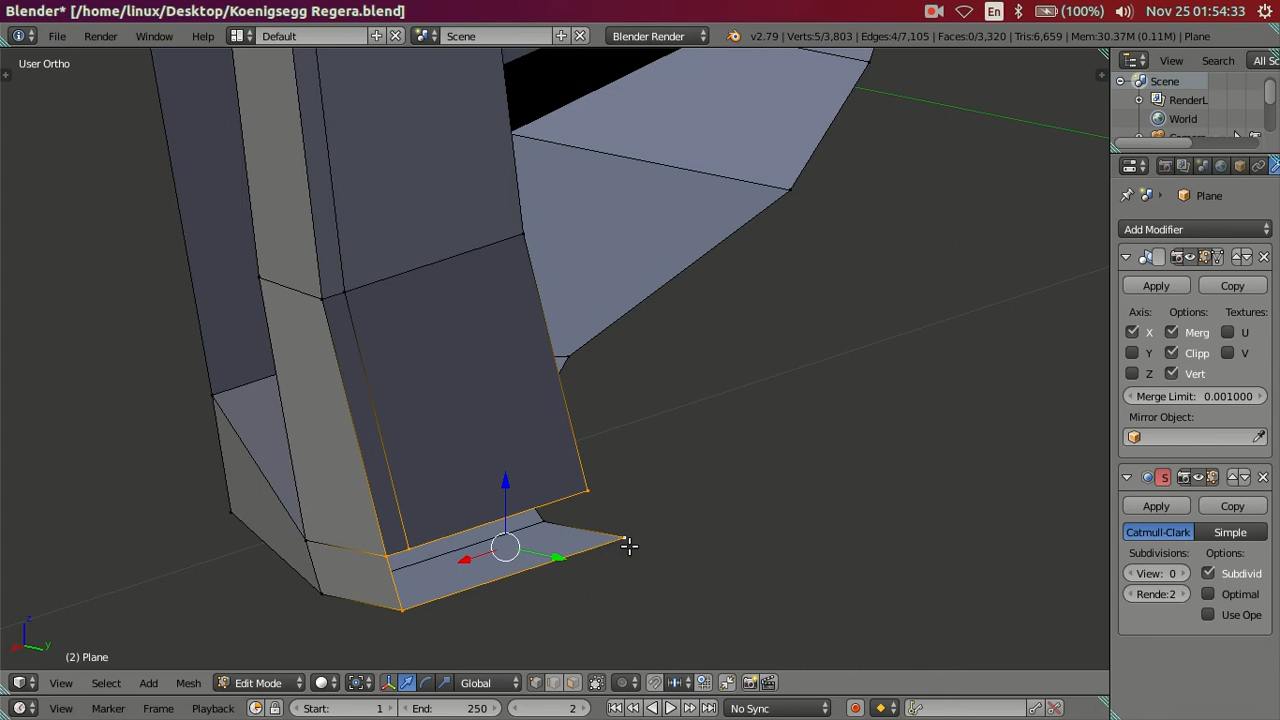 Blender* [/home/linux/Desktop/Koenigsegg Regera.blend]
En (100%) Nov 25 01:54:33
File Render Window Help Default Scene Blender Render v2.79 | Verts:5/3,803 | Edges:4/7,105 | Faces:0/3,320 | Tris:6,659 | Mem:30.37M (0.11M) | Plane
User Ortho
View Search All Sc
Scene
RenderL
World
Plane
Add Modifier
Apply Copy
Axis: Options: Textures:
X Merg U
Y Clipp V
Z Vert
Merge Limit: 0.001000
Mirror Object:
S
Apply Copy
Catmull-Clark Simple
Subdivisions: Options:
View: 0 Subdivid
Rende:2 Optimal
Use Ope
z
y
(2) Plane
View Select Add Mesh Edit Mode Global
View Marker Frame Playback Start: 1 End: 250 2 No Sync